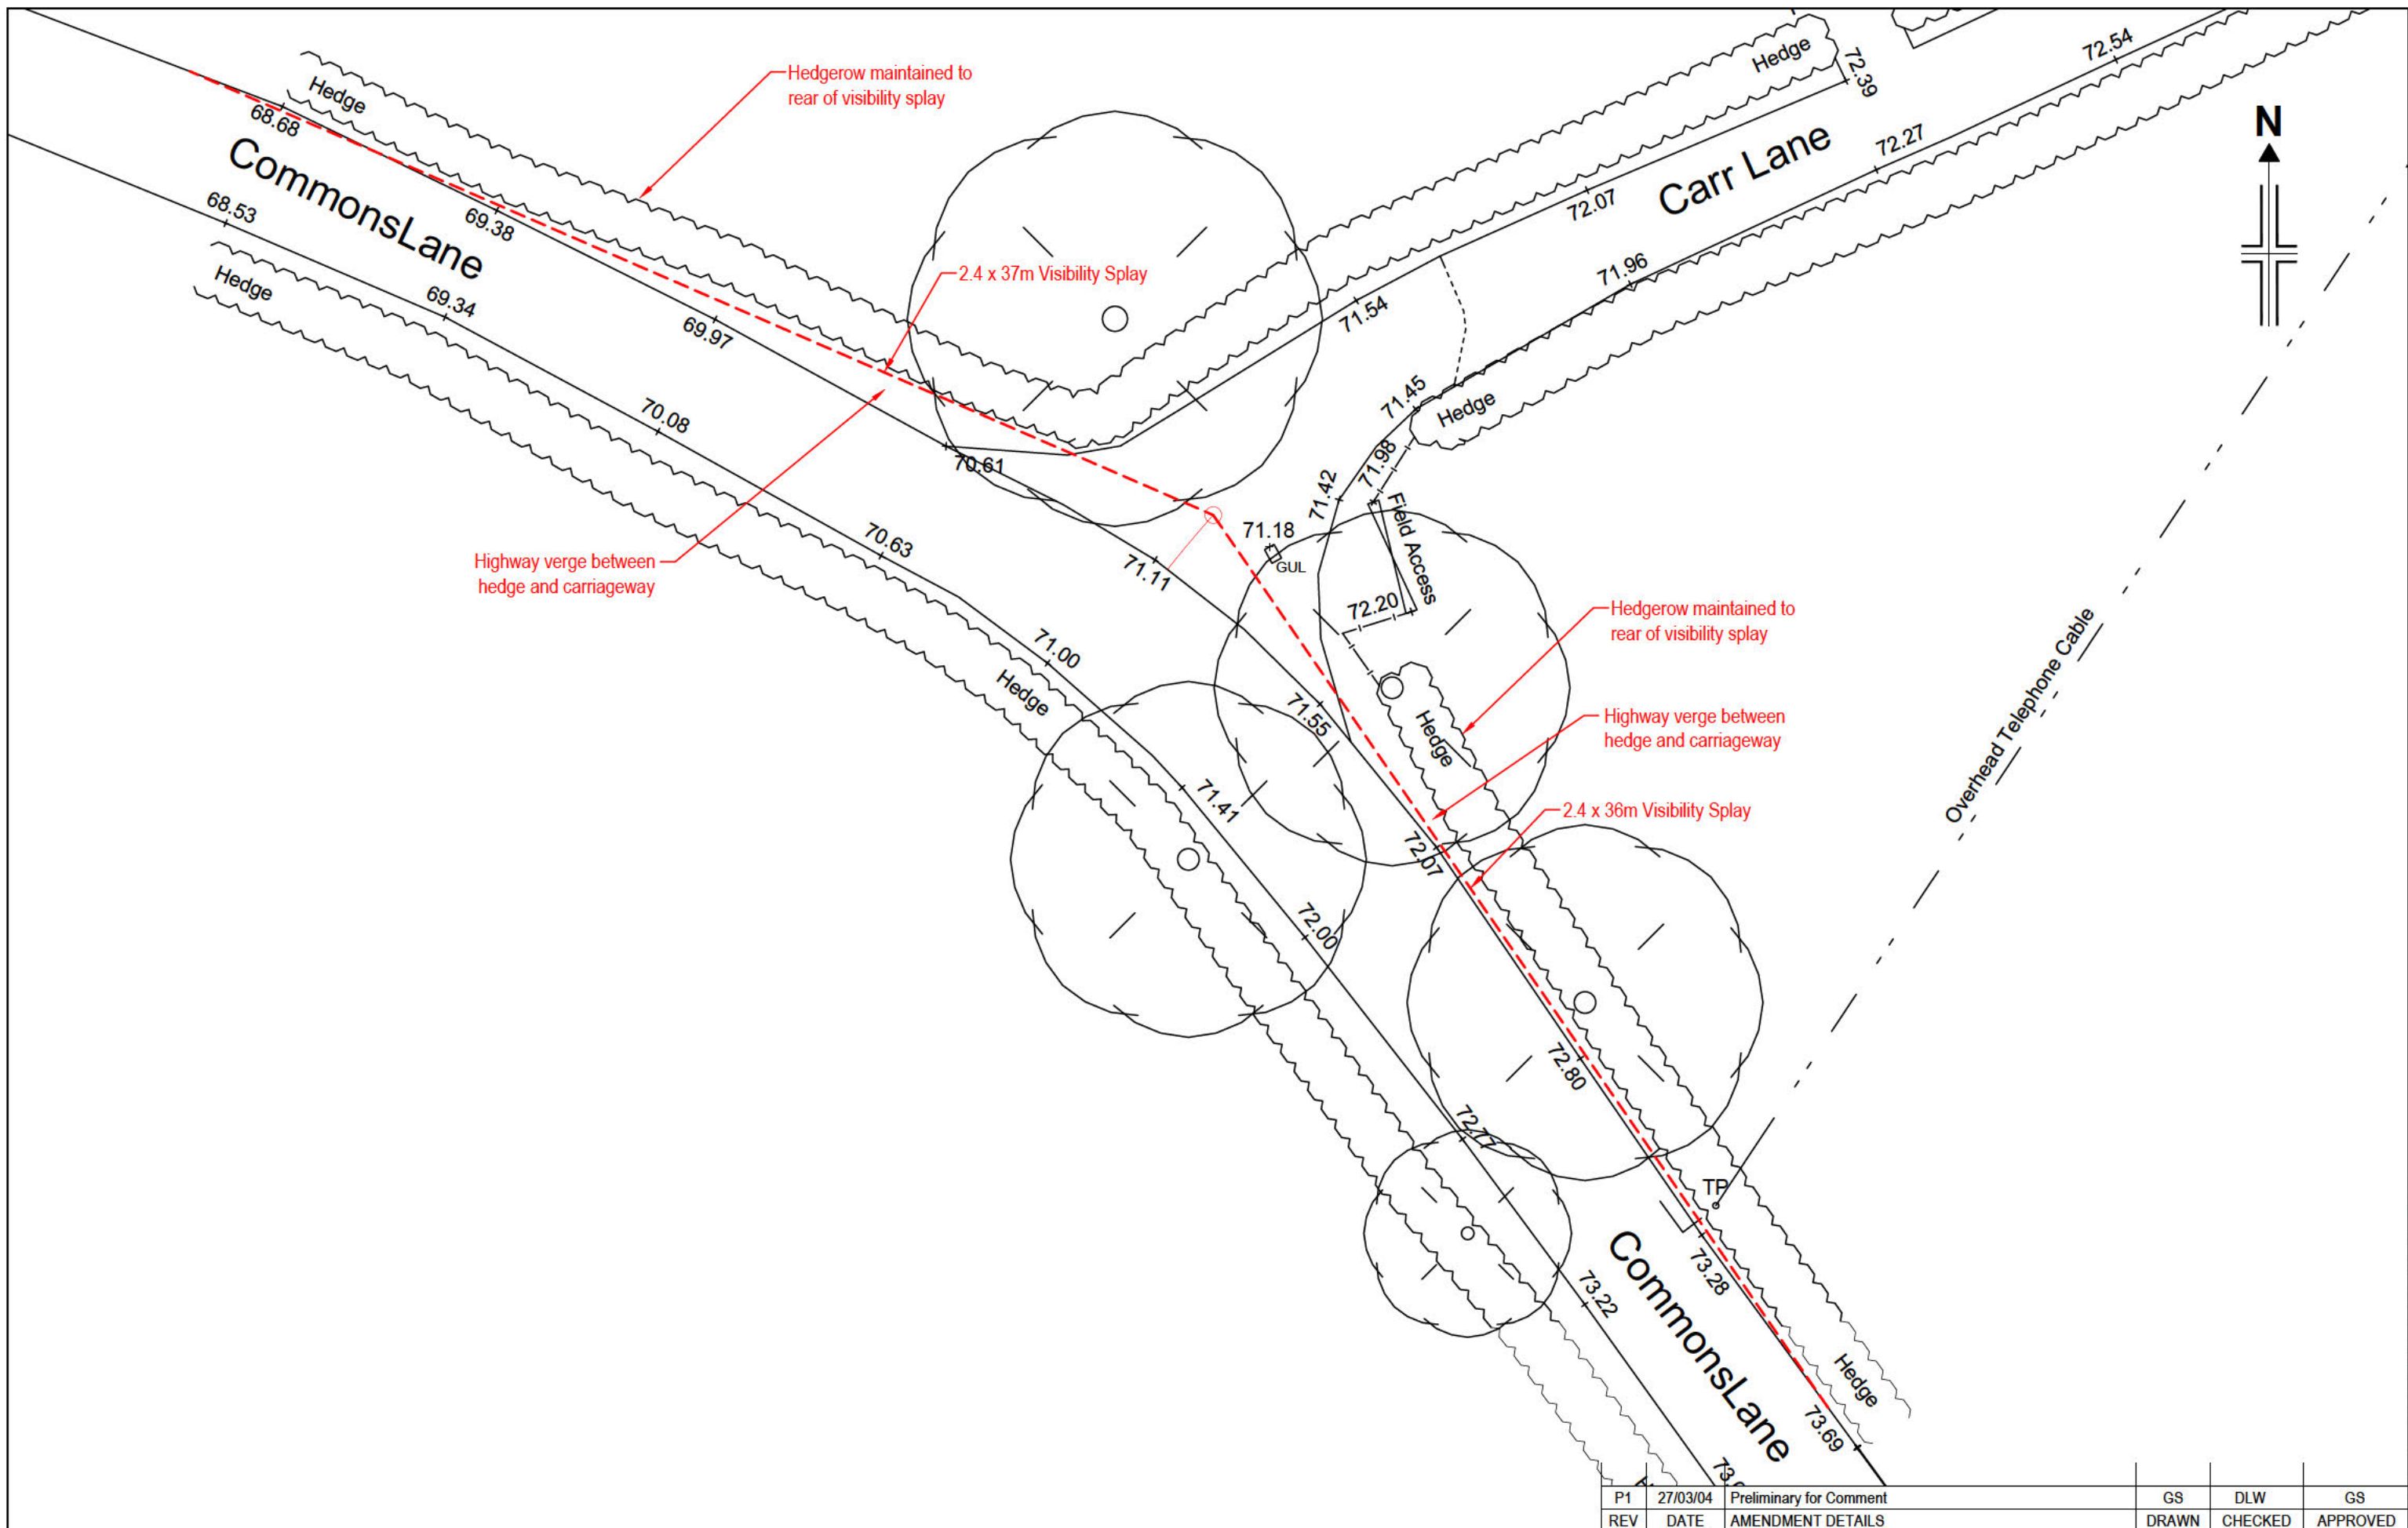 Hedgerow maintained to
rear of visibility splay
Hedge
68.68
CommonsLane
69.38
68.53
Hedge
69.34
69.97
2.4 x 37m Visibility Splay
Hedge
72.39
72.54
Carr Lane
72.27
72.07
71.96
71.54
N
70.08
70.61
71.45
Hedge
71.98
71.42
Field Access
71.18
GUL
70.63
71.11
Highway verge between
hedge and carriageway
72.20
71.00
Hedge
71.55
Hedge
Hedgerow maintained to
rear of visibility splay
Highway verge between
hedge and carriageway
Overhead Telephone Cable
2.4 x 36m Visibility Splay
71.41
72.07
72.00
72.80
72.77
TP
73.28
73.22
CommonsLane
Hedge
73.69
P1 27/03/04 Preliminary for Comment GS DLW GS
REV DATE AMENDMENT DETAILS DRAWN CHECKED APPROVED